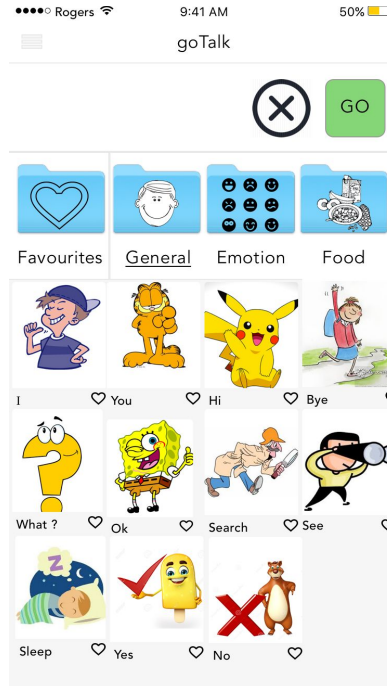 Rogers 9:41 AM 50%
goTalk
GO
Favourites General Emotion Food
I You Hi Bye
What ? Ok Search See
Z
Sleep Yes No